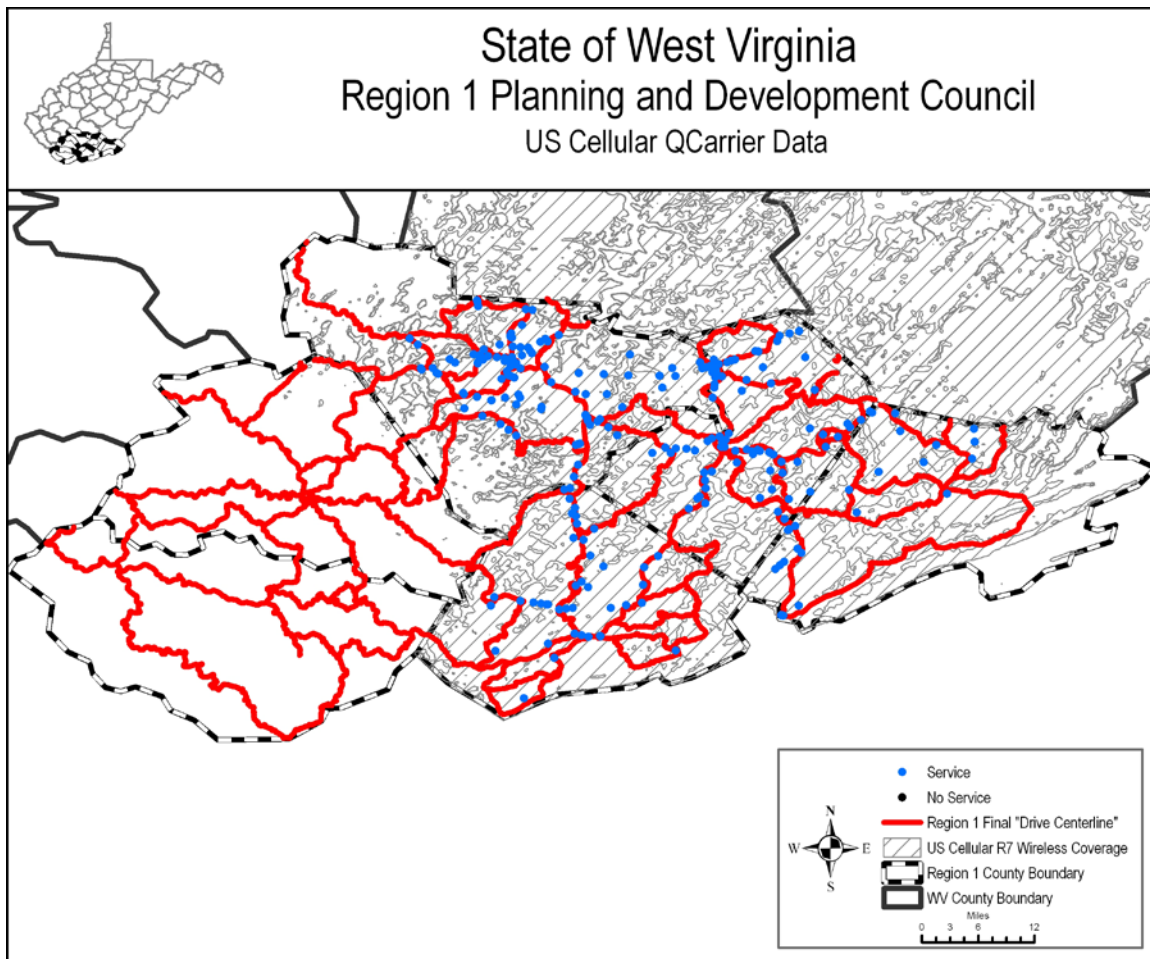 State of West Virginia
Region 1 Planning and Development Council
US Cellular QCarrier Data
Service
No Service
Region 1 Final "Drive Centerline"
US Cellular R7 Wireless Coverage
Region 1 County Boundary
WV County Boundary
N
W E
S
Miles
0 3 6 12